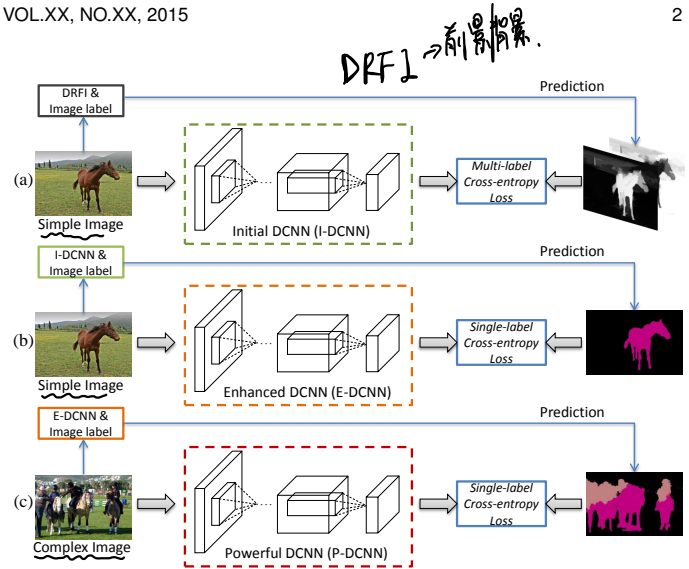 VOL.XX, NO.XX, 2015 2
DRFI → 前景/背景.
DRFI &
Image label
Prediction
(a)
Simple Image
Initial DCNN (I-DCNN)
Multi-label
Cross-entropy
Loss
I-DCNN &
Image label
Prediction
(b)
Simple Image
Enhanced DCNN (E-DCNN)
Single-label
Cross-entropy
Loss
E-DCNN &
Image label
Prediction
(c)
Complex Image
Powerful DCNN (P-DCNN)
Single-label
Cross-entropy
Loss